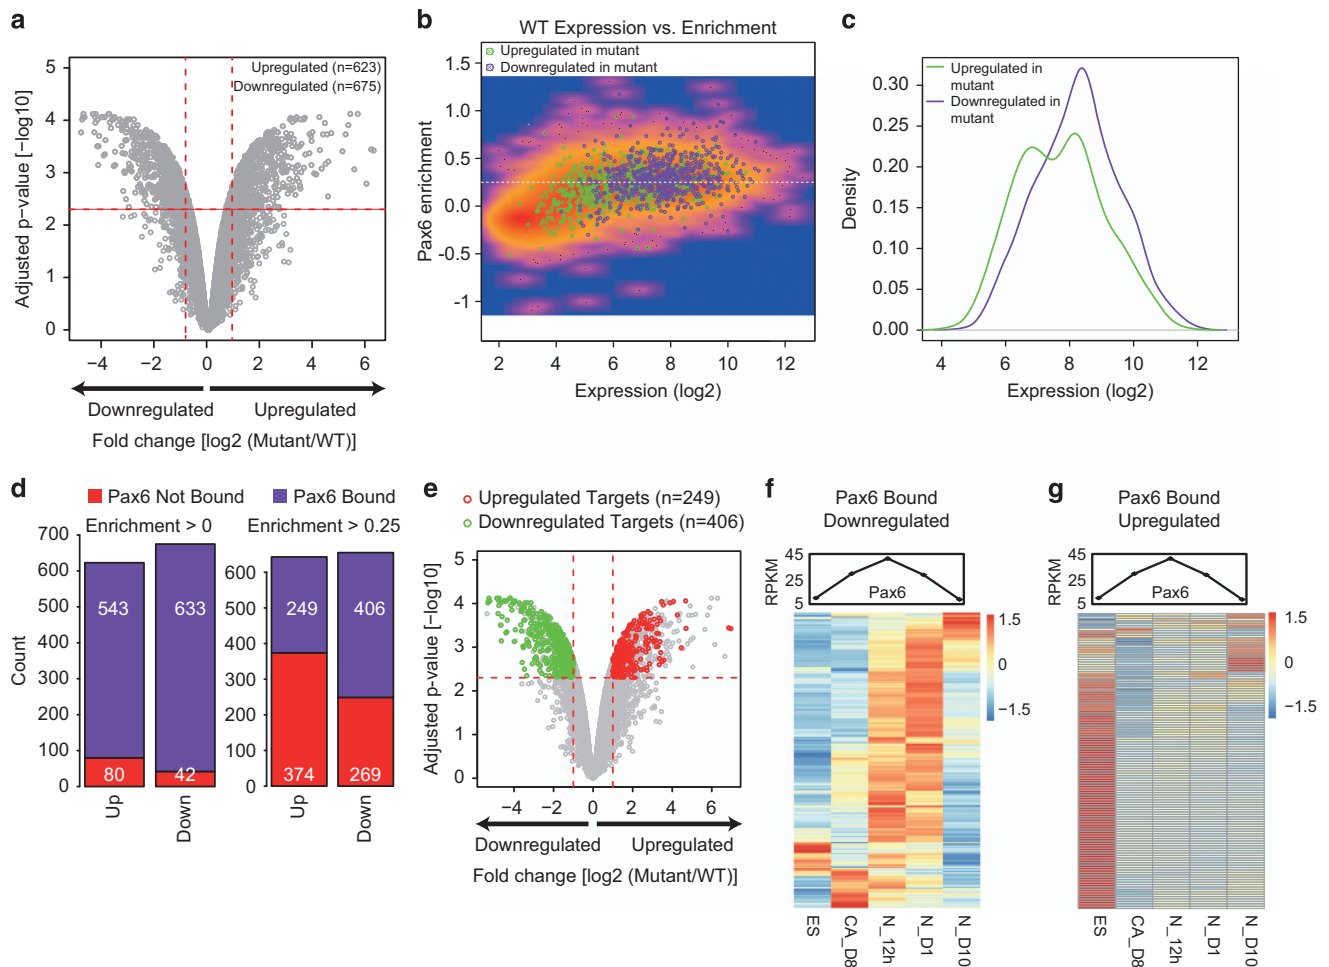 a
Upregulated (n=623)
Downregulated (n=675)
Adjusted p-value [-log10]
5
4
3
2
1
0
−4
−2
0
2
4
6
Downregulated
Upregulated
Fold change [log2 (Mutant/WT)]
b
WT Expression vs. Enrichment
Upregulated in mutant
Downregulated in mutant
Pax6 enrichment
1.5
1.0
0.5
0.0
-0.5
-1
2
4
6
8
10
12
Expression (log2)
c
Upregulated in
mutant
Downregulated in
mutant
Density
0.30
0.25
0.20
0.15
0.10
0.05
0.00
4
6
8
10
12
Expression (log2)
d
Pax6 Not Bound
Pax6 Bound
Enrichment > 0
Enrichment > 0.25
Count
700
600
500
400
300
200
100
0
543
633
80
42
Up
Down
600
500
400
300
200
100
0
249
406
374
269
Up
Down
e
Upregulated Targets (n=249)
Downregulated Targets (n=406)
Adjusted p-value [-log10]
5
4
3
2
1
0
−4
−2
0
2
4
6
Downregulated
Upregulated
Fold change [log2 (Mutant/WT)]
f
Pax6 Bound
Downregulated
RPKM
45
25
5
Pax6
1.5
0
−1.5
ES
CA_D8
N_12h
N_D1
N_D10
g
Pax6 Bound
Upregulated
RPKM
45
25
5
Pax6
1.5
0
−1.5
ES
CA_D8
N_12h
N_D1
N_D10